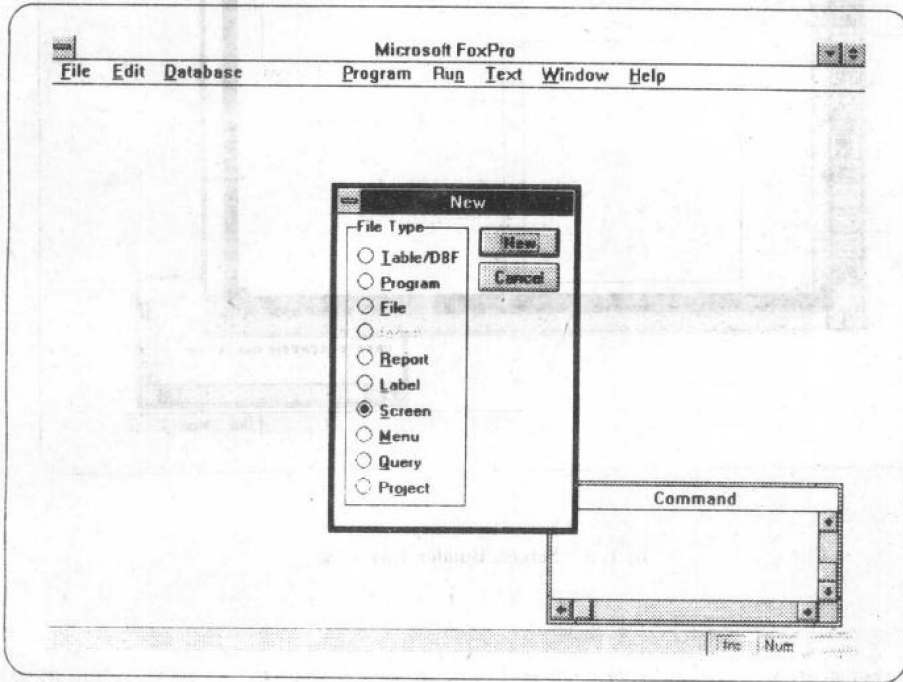 Microsoft FoxPro
File Edit Database Program Run Text Window Help
New
File Type
New
Table/DBF
Cancel
Program
File
Report
Label
Screen
Menu
Query
Project
Command
Ins Num